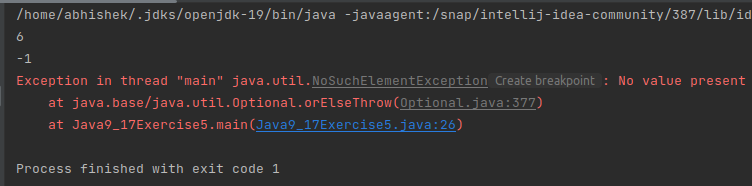 /home/abhishek/.jdks/openjdk-19/bin/java -javaagent:/snap/intellij-idea-community/387/lib/id
6
-1
Exception in thread "main" java.util.NoSuchElementException Create breakpoint : No value present
    at java.base/java.util.Optional.orElseThrow(Optional.java:377)
    at Java9_17Exercise5.main(Java9_17Exercise5.java:26)
Process finished with exit code 1